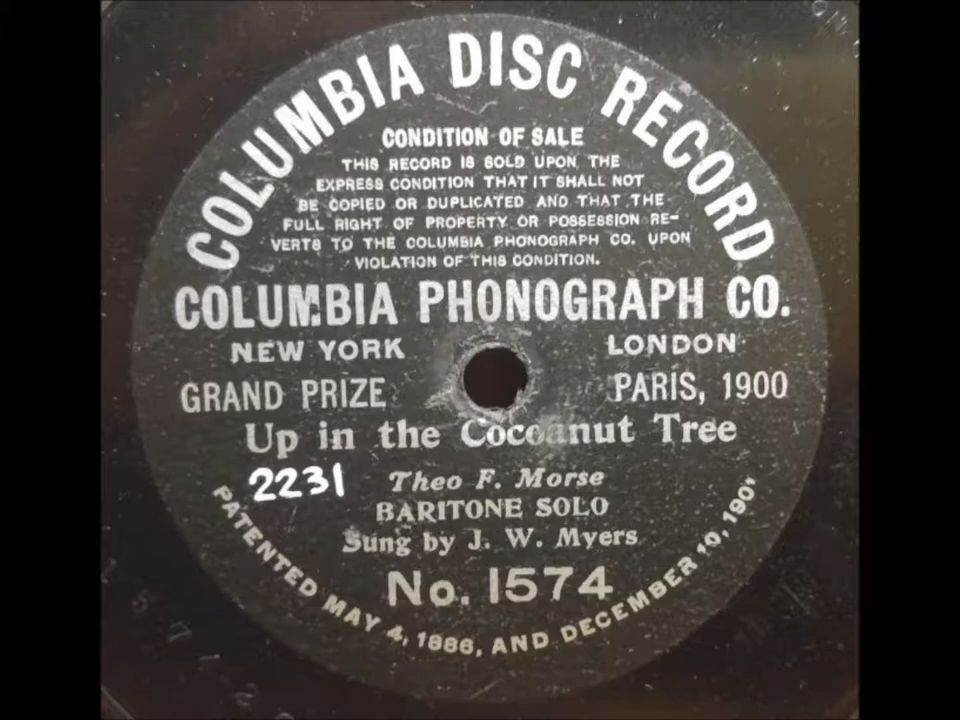 COLUMBIA DISC RECORD
CONDITION OF SALE
THIS RECORD IS SOLD UPON THE
EXPRESS CONDITION THAT IT SHALL NOT
BE COPIED OR DUPLICATED AND THAT THE
FULL RIGHT OF PROPERTY OR POSSESSION RE-
VERTS TO THE COLUMBIA PHONOGRAPH CO. UPON
VIOLATION OF THIS CONDITION.
COLUMBIA PHONOGRAPH CO.
NEW YORK LONDON
GRAND PRIZE PARIS, 1900
Up in the Cocoanut Tree
2231 Theo F. Morse
BARITONE SOLO
Sung by J. W. Myers
No. 1574
PATENTED MAY 4, 1886, AND DECEMBER 10, 1901